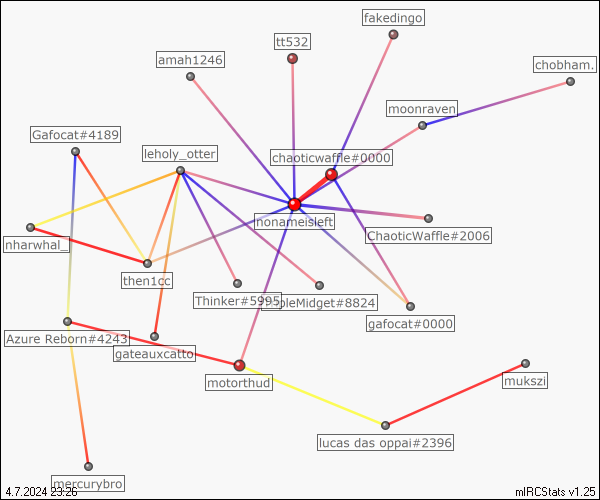 fakedingo
tt532
amah1246
chobham.
moonraven
Gafocat#4189
leholy_otter
chaoticwaffle#0000
nonameisleft
nharwhal_
ChaoticWaffle#2006
then1cc
Thinker#5995
pleMidget#8824
gafocat#0000
Azure Reborn#4243
gateauxcatto
motorthud
mukszi
lucas das oppai#2396
mercurybro
4.7.2024 23:26
mIRCStats v1.25